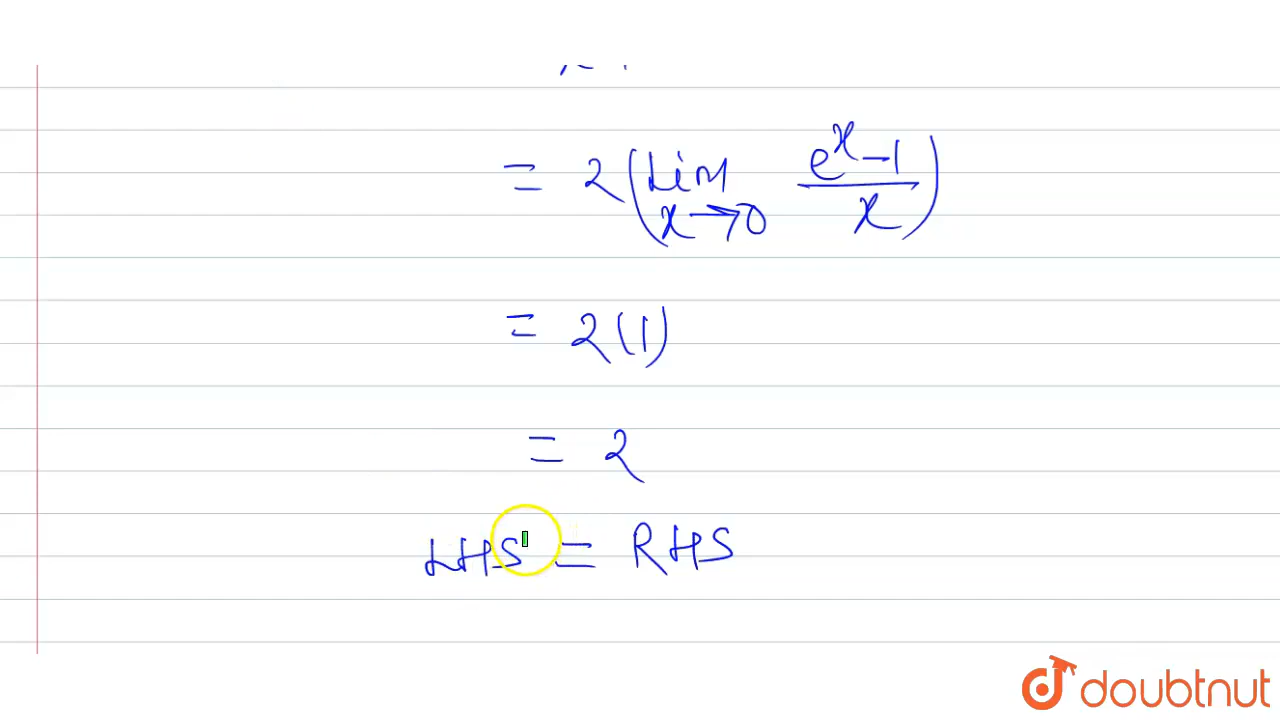 = 2 ( Lim x→0 (e^x - 1)/x )
= 2(1)
= 2
LHS = RHS
doubtnut